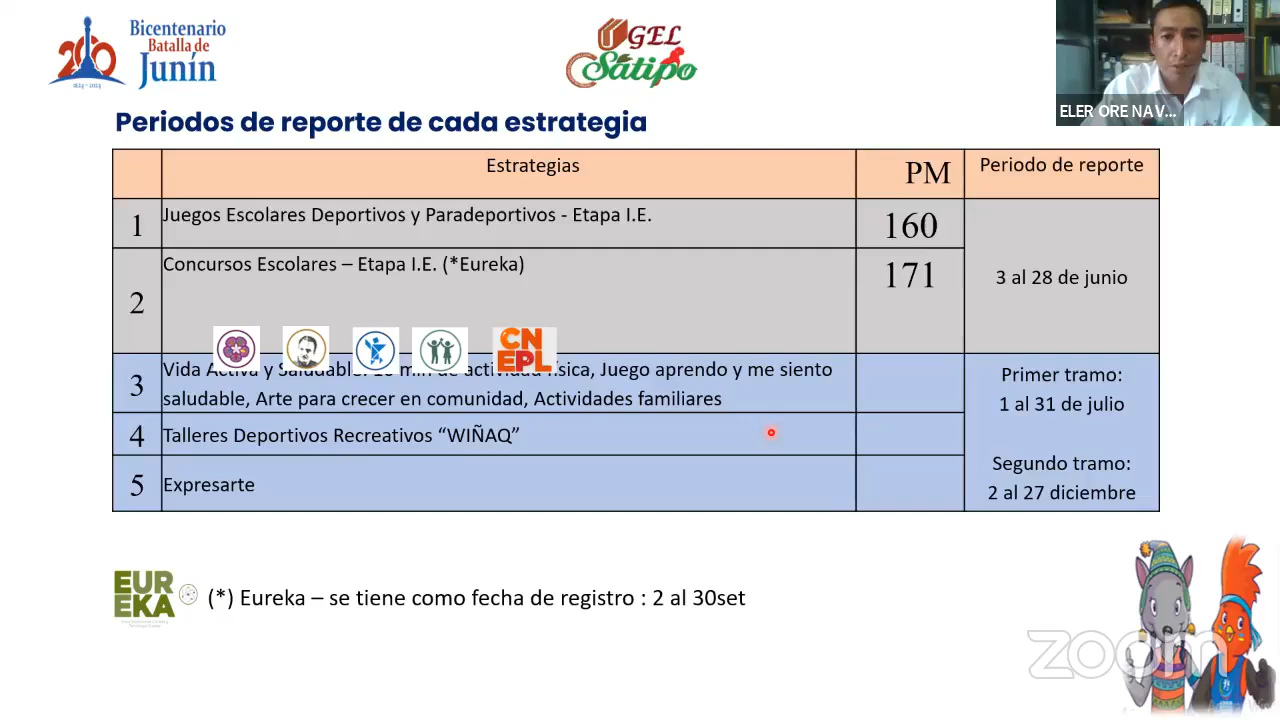 Bicentenario
Batalla de
Junín
200
1824 - 2024
UGEL
Satipo
ELER ORE NAV...
Periodos de reporte de cada estrategia
Estrategias
PM
Periodo de reporte
1
Juegos Escolares Deportivos y Paradeportivos - Etapa I.E.
160
3 al 28 de junio
2
Concursos Escolares – Etapa I.E. (*Eureka)
171
CN
EPL
3
Vida Activa y Saludable: 10 min de actividad física, Juego aprendo y me siento
saludable, Arte para crecer en comunidad, Actividades familiares
Primer tramo:
1 al 31 de julio
4
Talleres Deportivos Recreativos “WIÑAQ”
Segundo tramo:
2 al 27 diciembre
5
Expresarte
EUR
EKA
(*) Eureka – se tiene como fecha de registro : 2 al 30set
zoom